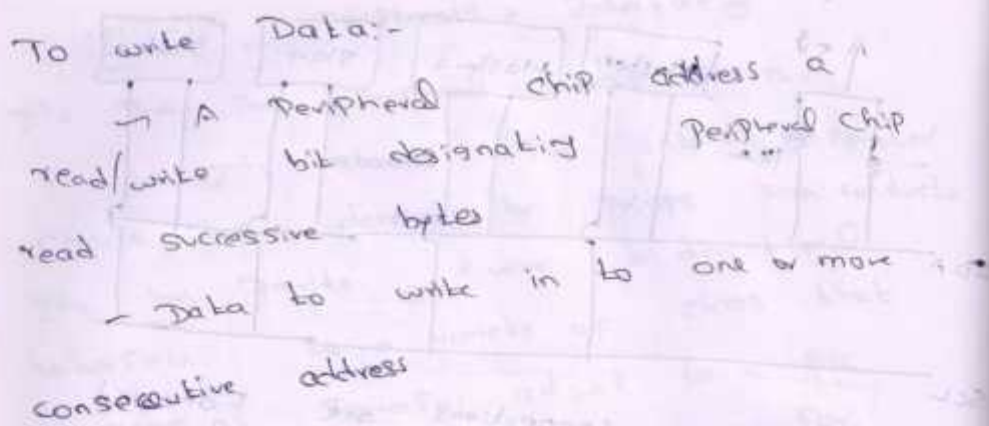 To write Data:-
→ A Peripheral chip address a
read/write bit designating Peripheral chip
read successive bytes
- Data to write in to one or more
consecutive address